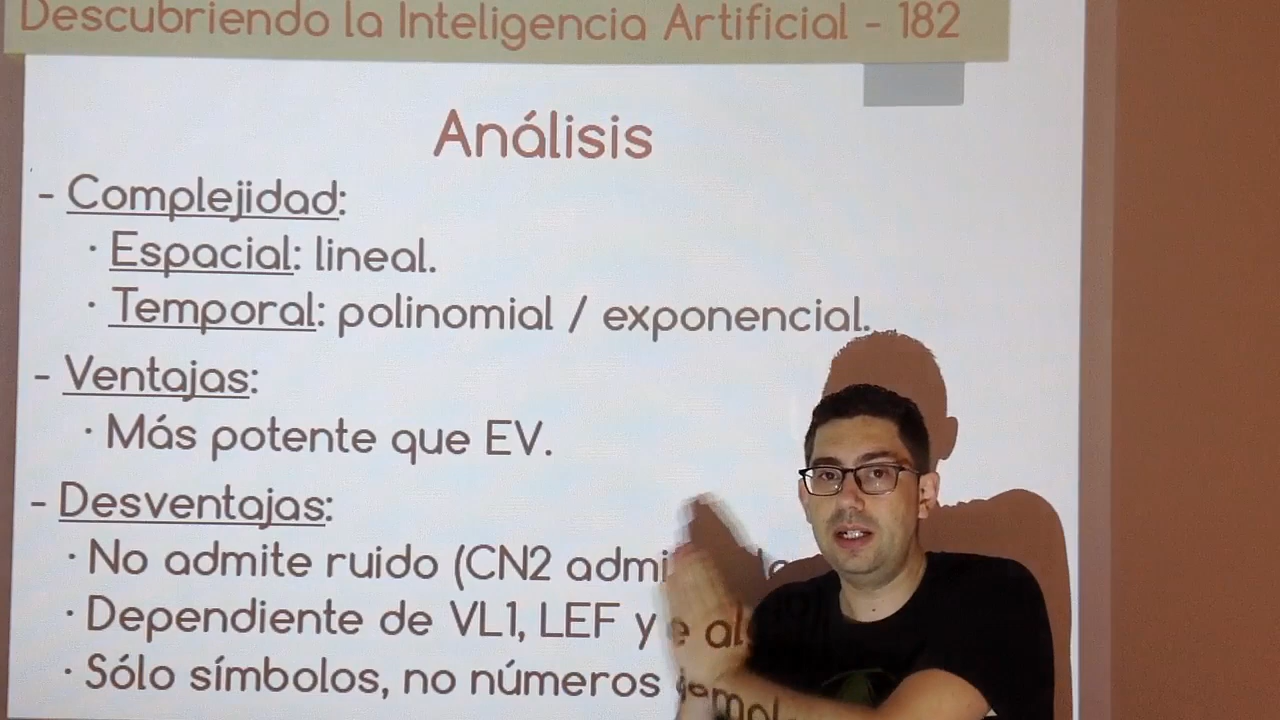 Descubriendo la Inteligencia Artificial - 182
Análisis
- Complejidad:
· Espacial: lineal.
· Temporal: polinomial / exponencial.
- Ventajas:
· Más potente que EV.
- Desventajas:
· No admite ruido (CN2
· Dependiente de VL1, LEF y
· Sólo símbolos, no números